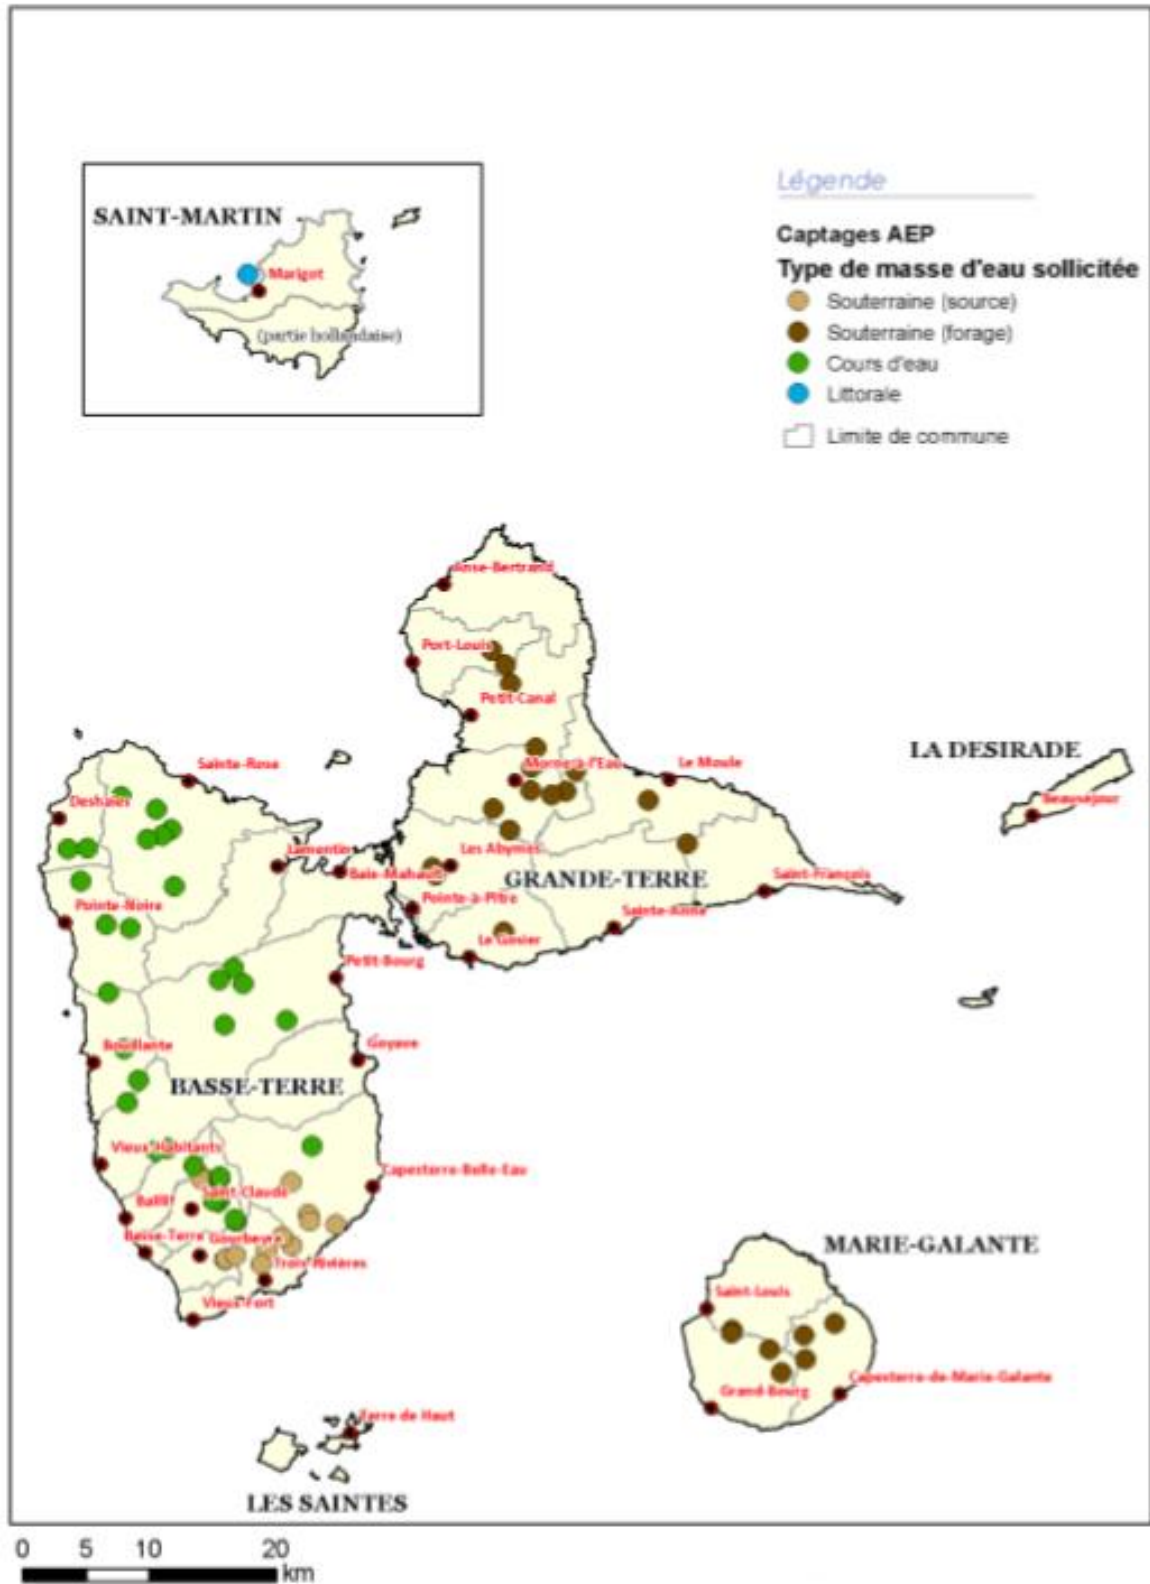 SAINT-MARTIN
Marigot
(partie hollandaise)
Légende
Captages AEP
Type de masse d'eau sollicitée
Souterraine (source)
Souterraine (forage)
Cours d'eau
Littorale
Limite de commune
Anse-Bertrand
Port-Louis
Petit-Canal
Morne-à-l'Eau
Le Moule
LA DESIRADE
Beauséjour
Sainte-Rose
Deshaies
Lamentin
Baie-Mahault
Les Abymes
GRANDE-TERRE
Saint-François
Pointe-Noire
Pointe-à-Pitre
Sainte-Anne
Le Gosier
Petit-Bourg
Bouillante
Goyave
BASSE-TERRE
Vieux-Habitants
Capesterre-Belle-Eau
Saint-Claude
Baillif
Basse-Terre
Gourbeyre
Trois-Rivières
Vieux-Fort
MARIE-GALANTE
Saint-Louis
Capesterre-de-Marie-Galante
Grand-Bourg
Terre de Haut
LES SAINTES
0 5 10 20
km